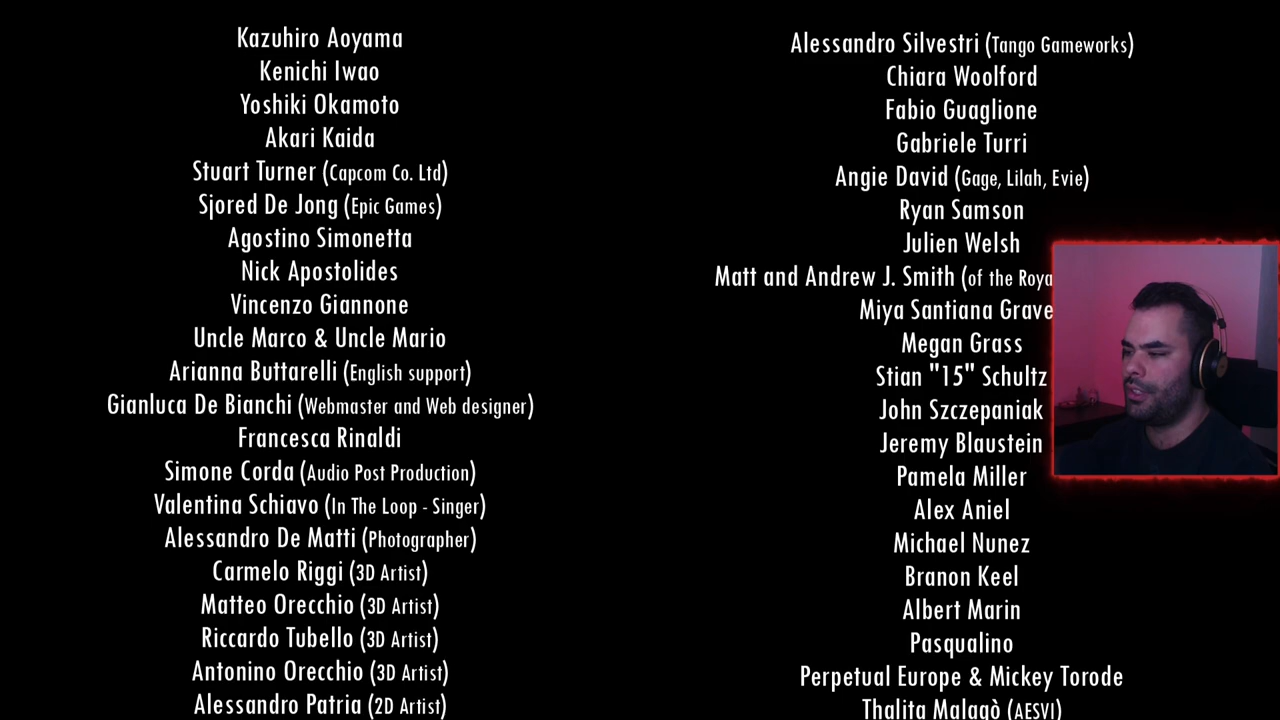 Kazuhiro Aoyama
Kenichi Iwao
Yoshiki Okamoto
Akari Kaida
Stuart Turner (Capcom Co. Ltd)
Sjored De Jong (Epic Games)
Agostino Simonetta
Nick Apostolides
Vincenzo Giannone
Uncle Marco & Uncle Mario
Arianna Buttarelli (English support)
Gianluca De Bianchi (Webmaster and Web designer)
Francesca Rinaldi
Simone Corda (Audio Post Production)
Valentina Schiavo (In The Loop - Singer)
Alessandro De Matti (Photographer)
Carmelo Riggi (3D Artist)
Matteo Orecchio (3D Artist)
Riccardo Tubello (3D Artist)
Antonino Orecchio (3D Artist)
Alessandro Patria (2D Artist)
Alessandro Silvestri (Tango Gameworks)
Chiara Woolford
Fabio Guaglione
Gabriele Turri
Angie David (Gage, Lilah, Evie)
Ryan Samson
Julien Welsh
Matt and Andrew J. Smith (of the
Miya Santiana
Megan Grass
Stian "15" Schultz
John Szczepaniak
Jeremy Blaustein
Pamela Miller
Alex Aniel
Michael Nunez
Branon Keel
Albert Marin
Pasqualino
Perpetual Europe & Mickey Torode
Thalita Malagò (AESVI)